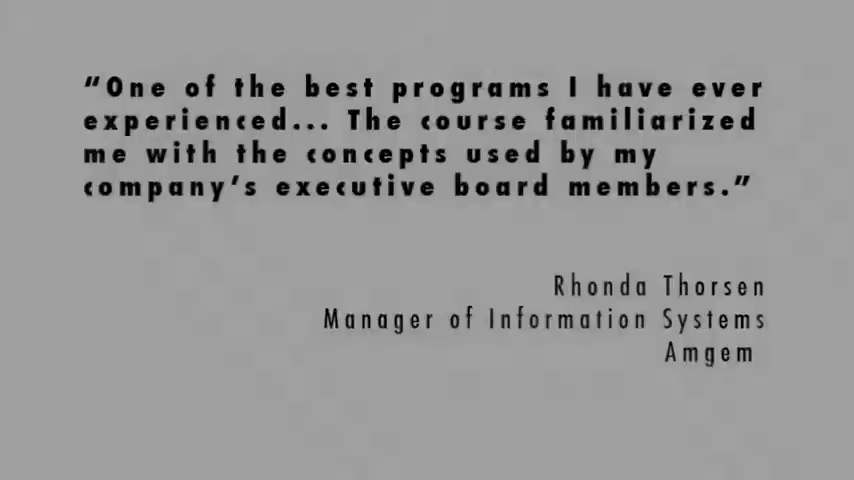 “One of the best programs I have ever
experienced... The course familiarized
me with the concepts used by my
company’s executive board members.”
Rhonda Thorsen
Manager of Information Systems
Amgem